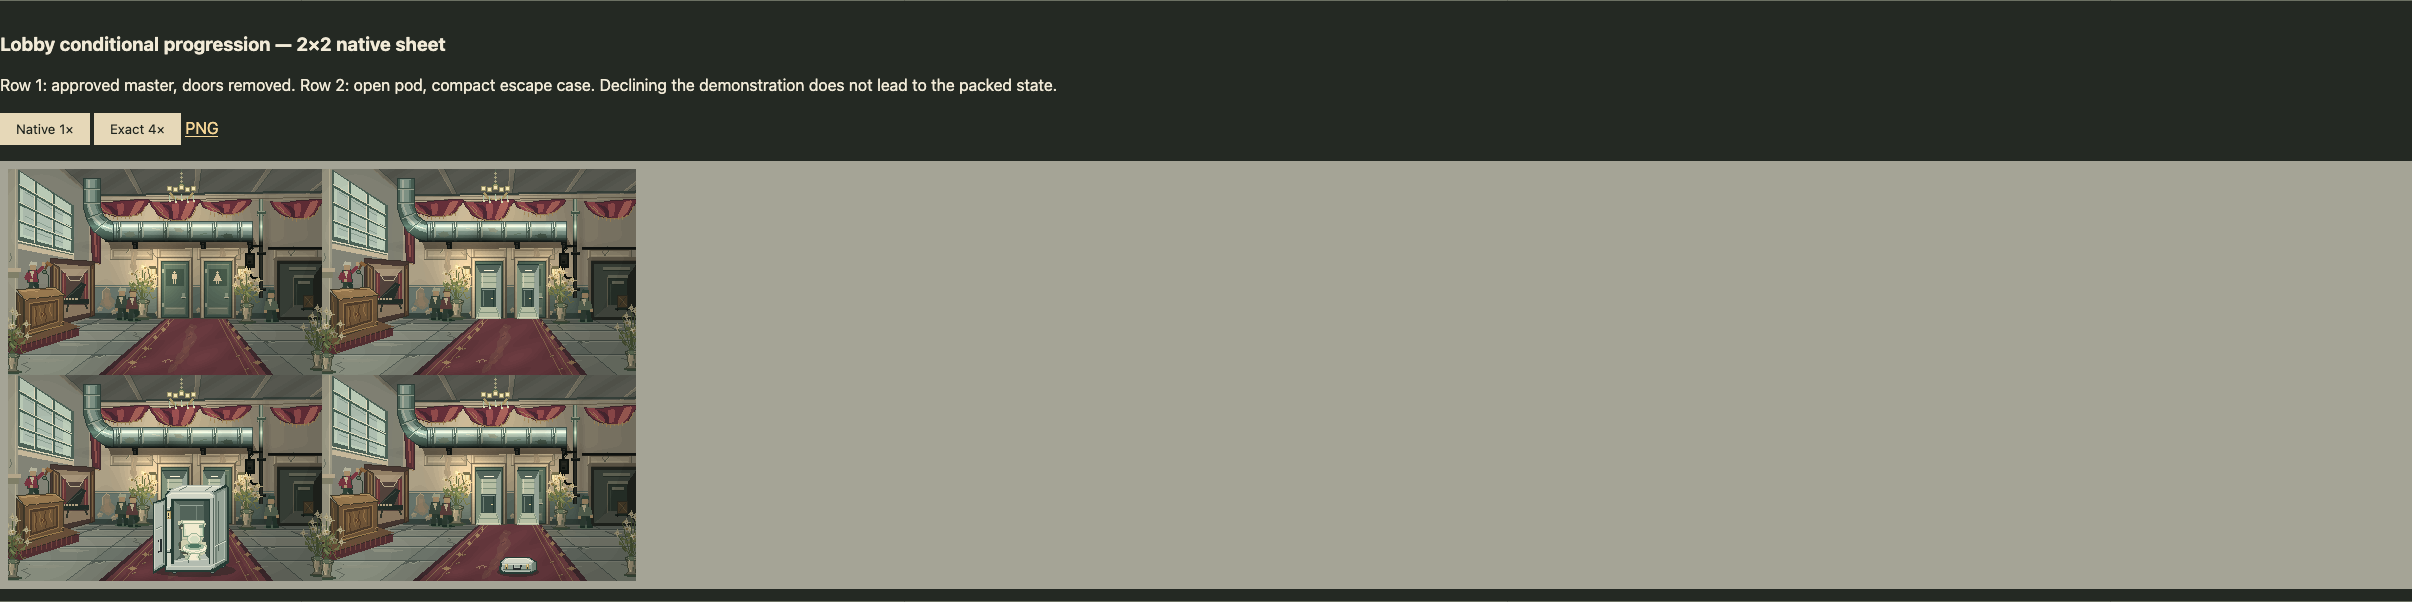 Lobby conditional progression — 2×2 native sheet
Row 1: approved master, doors removed. Row 2: open pod, compact escape case. Declining the demonstration does not lead to the packed state.
Native 1× Exact 4× PNG